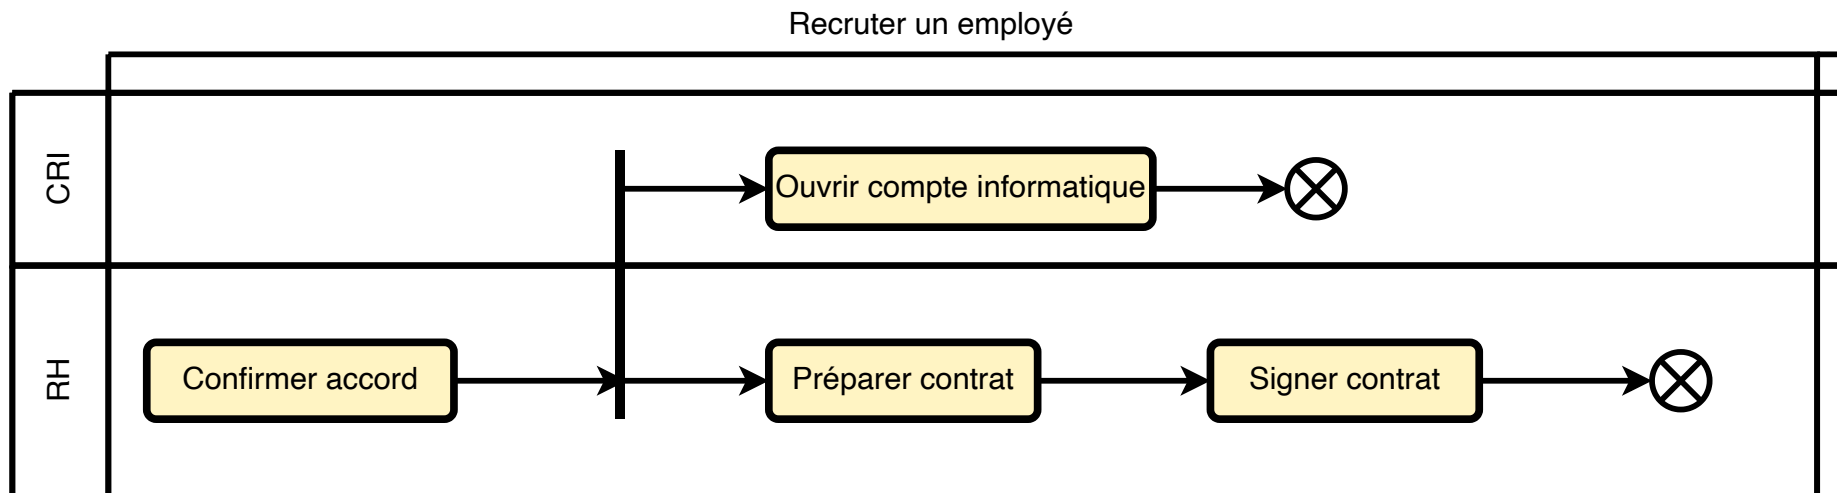 Recruter un employé
CRI
Ouvrir compte informatique
RH
Confirmer accord
Préparer contrat
Signer contrat